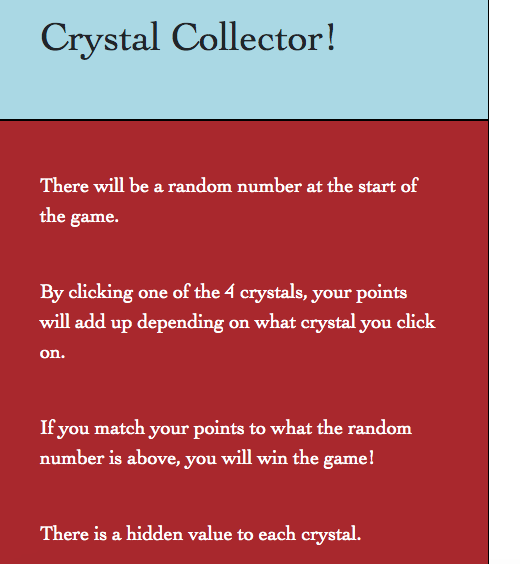 Crystal Collector!
There will be a random number at the start of
the game.
By clicking one of the 4 crystals, your points
will add up depending on what crystal you click
on.
If you match your points to what the random
number is above, you will win the game!
There is a hidden value to each crystal.